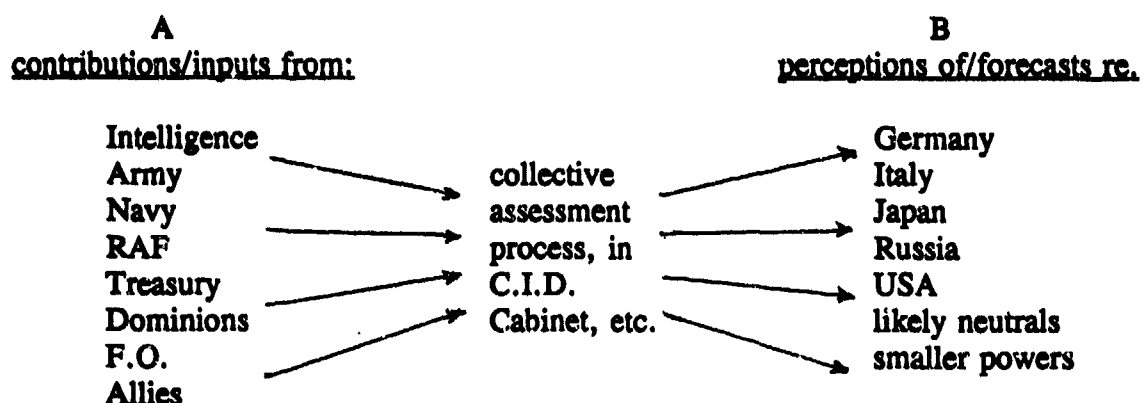 A
contributions/inputs from:
Intelligence
Army
Navy
RAF
Treasury
Dominions
F.O.
Allies
collective
assessment
process, in
C.I.D.
Cabinet, etc.
B
perceptions of/forecasts re.
Germany
Italy
Japan
Russia
USA
likely neutrals
smaller powers